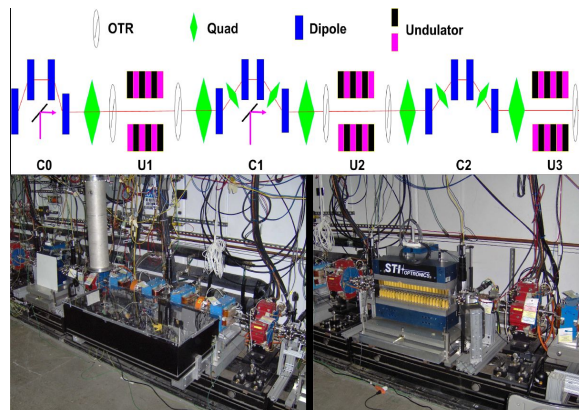 OTR
Quad
Dipole
Undulator
C0
U1
C1
U2
C2
U3
STI
OPTRONICS